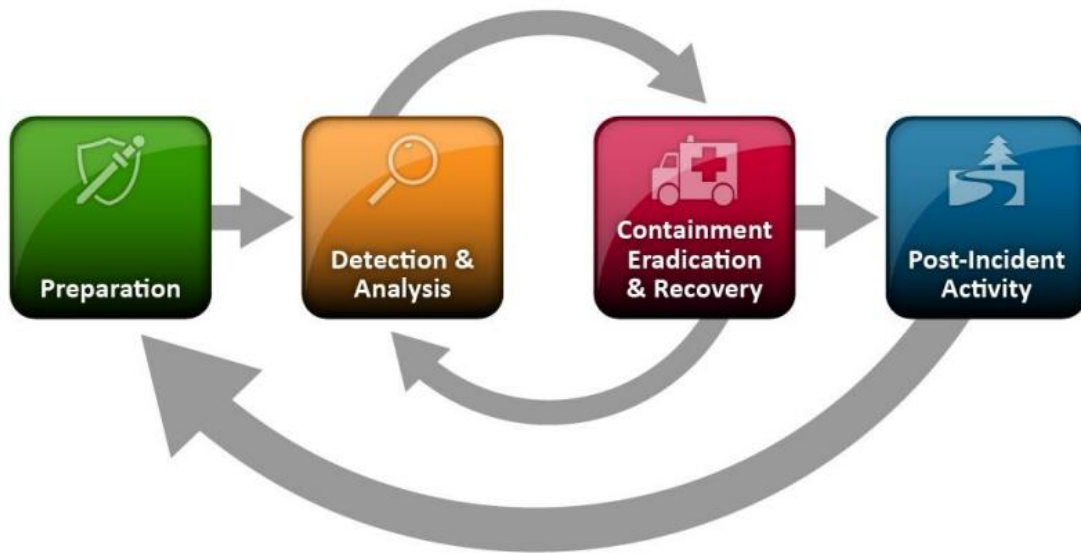 Preparation
Detection &
Analysis
Containment
Eradication
& Recovery
Post-Incident
Activity